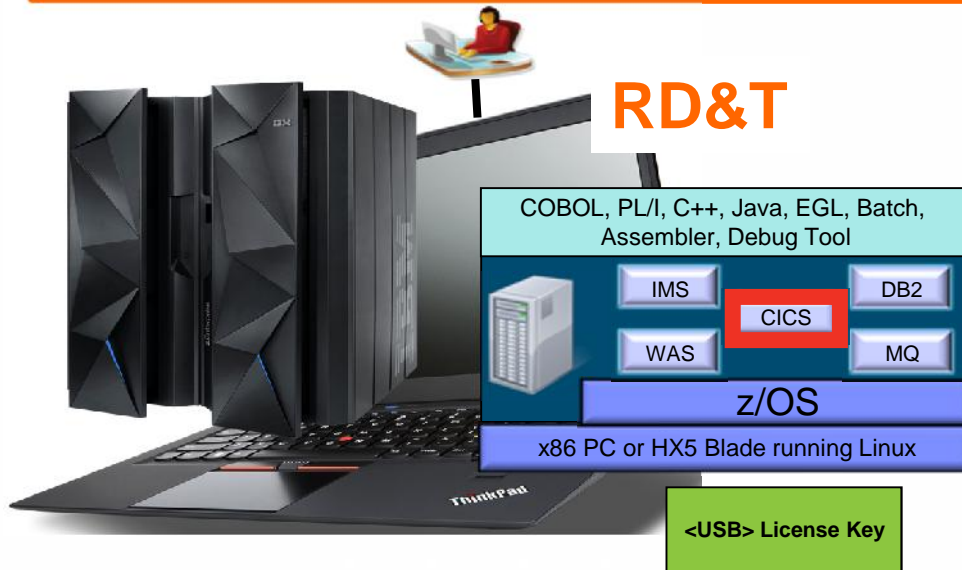 RD&T
IBM
COBOL, PL/I, C++, Java, EGL, Batch,
Assembler, Debug Tool
IMS
DB2
CICS
WAS
MQ
z/OS
x86 PC or HX5 Blade running Linux
ThinkPad
<USB> License Key